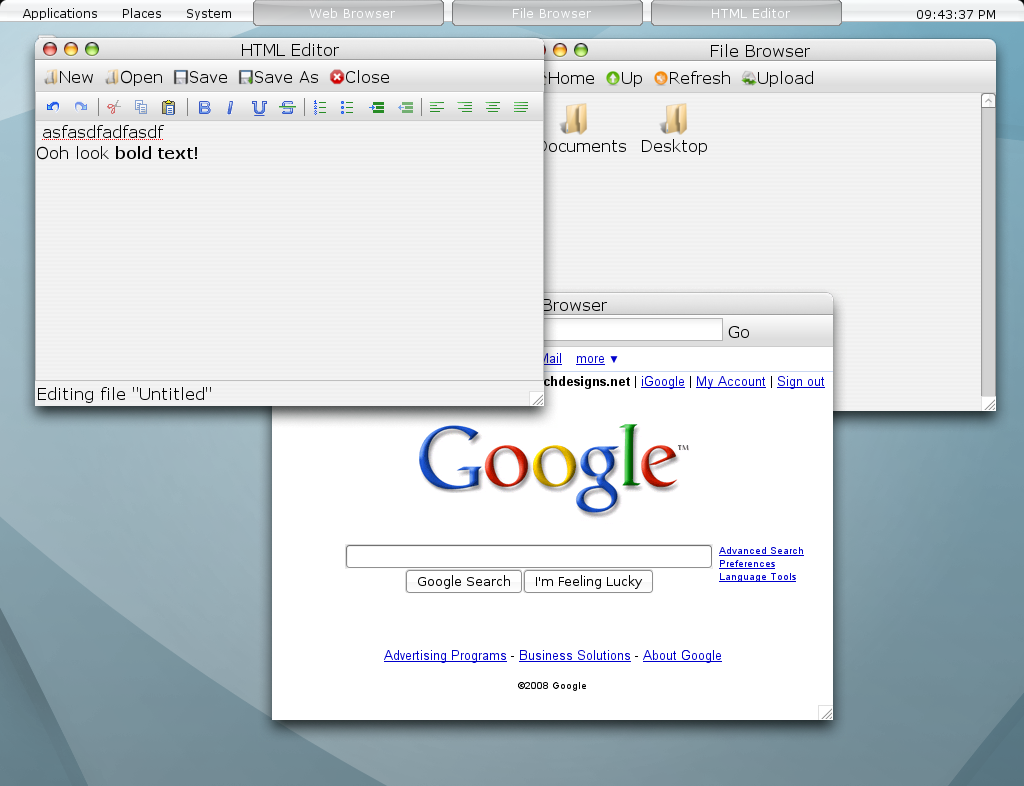 Applications Places System Web Browser File Browser HTML Editor 09:43:37 PM
HTML Editor
New Open Save Save As Close
asfasdfadfasdf
Ooh look bold text!
Editing file "Untitled"
File Browser
Home Up Refresh Upload
Documents Desktop
Browser
Go
Mail more ▼
chdesigns.net | iGoogle | My Account | Sign out
Google™
Advanced Search
Preferences
Language Tools
Google Search I'm Feeling Lucky
Advertising Programs - Business Solutions - About Google
©2008 Google